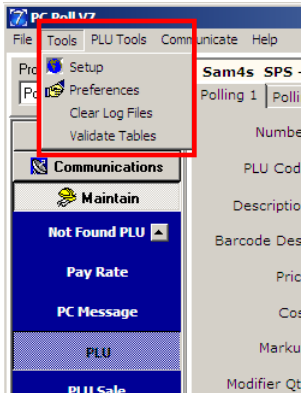 PC Poll V7
File Tools PLU Tools Communicate Help
Setup
Preferences
Clear Log Files
Validate Tables
Sam4s SPS -
Polling 1 Polli
Communications
Maintain
Not Found PLU
Pay Rate
PC Message
PLU
PLU Sale
Numbe
PLU Cod
Descriptio
Barcode Des
Pric
Cos
Markup
Modifier Qt